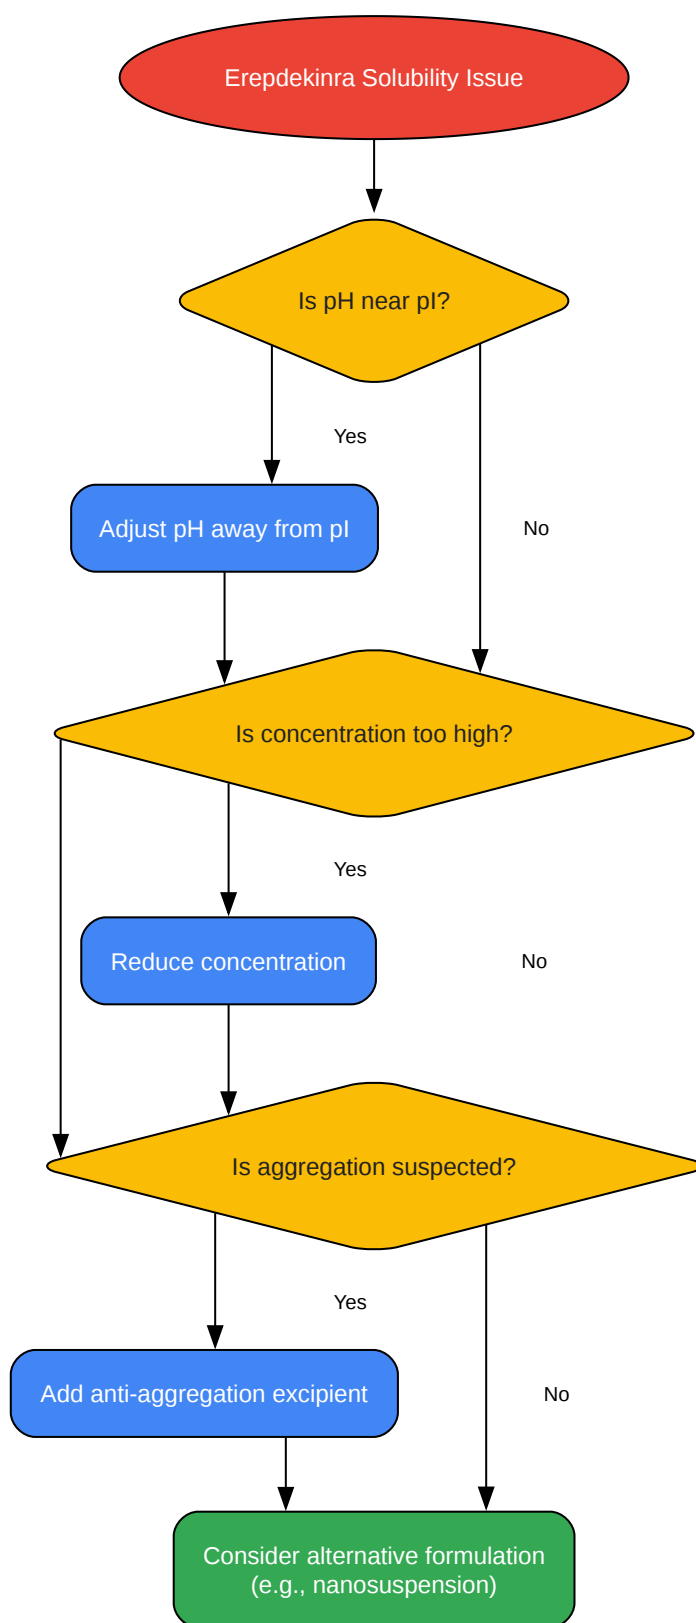 Erepdekinra Solubility Issue
Is pH near pI?
Yes
Adjust pH away from pI
No
Is concentration too high?
Yes
Reduce concentration
No
Is aggregation suspected?
Yes
Add anti-aggregation excipient
No
Consider alternative formulation
(e.g., nanosuspension)